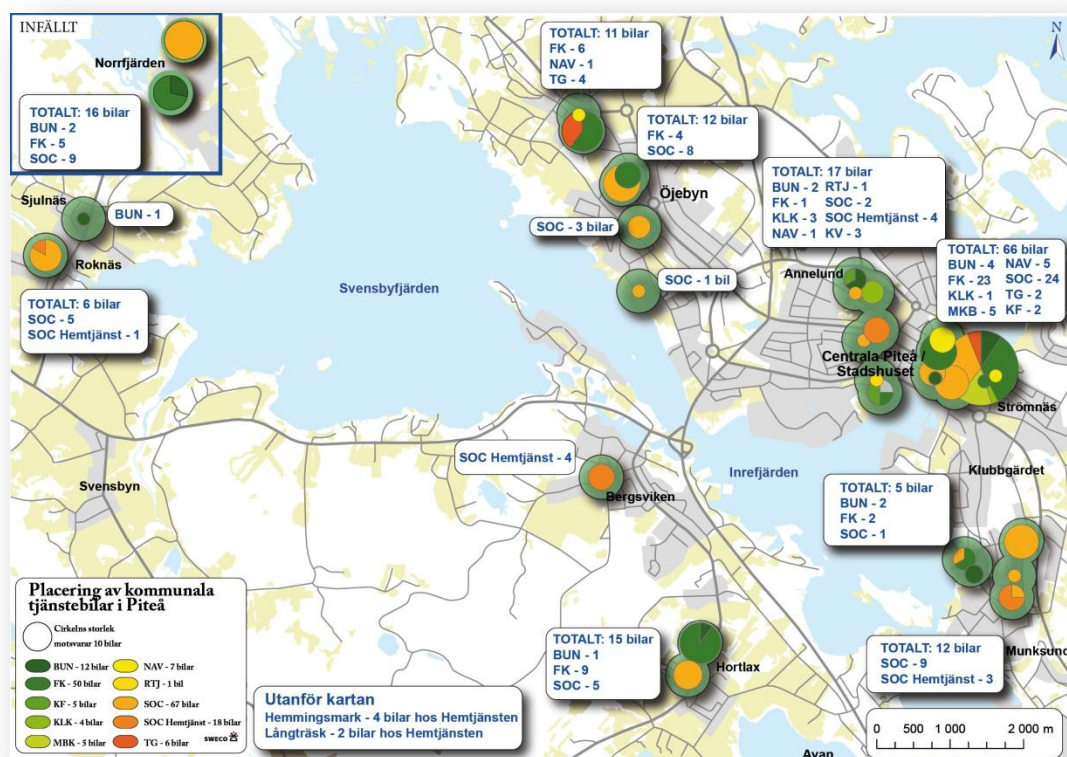 INFÄLLT
Norrfjärden
TOTALT: 16 bilar
BUN - 2
FK - 5
SOC - 9
TOTALT: 11 bilar
FK - 6
NAV - 1
TG - 4
N
TOTALT: 12 bilar
FK - 4
SOC - 8
Öjebyn
TOTALT: 17 bilar
BUN - 2 RTJ - 1
FK - 1 SOC - 2
KLK - 3 SOC Hemtjänst - 4
NAV - 1 KV - 3
Sjulnäs
BUN - 1
Roknäs
TOTALT: 6 bilar
SOC - 5
SOC Hemtjänst - 1
SOC - 3 bilar
SOC - 1 bil
Svensbyfjärden
Annelund
TOTALT: 66 bilar
BUN - 4 NAV - 5
FK - 23 SOC - 24
KLK - 1 TG - 2
MKB - 5 KF - 2
Centrala Piteå /
Stadshuset
Strömnäs
SOC Hemtjänst - 4
Bergsviken
Inrefjärden
Klubbgärdet
Svensbyn
TOTALT: 5 bilar
BUN - 2
FK - 2
SOC - 1
Placering av kommunala
tjänstebilar i Piteå
Cirkelns storlek
motsvarar 10 bilar
BUN - 12 bilar NAV - 7 bilar
FK - 50 bilar RTJ - 1 bil
KF - 5 bilar SOC - 67 bilar
KLK - 4 bilar SOC Hemtjänst - 18 bilar
MBK - 5 bilar TG - 6 bilar
SWECO
Utanför kartan
Hemmingsmark - 4 bilar hos Hemtjänsten
Långträsk - 2 bilar hos Hemtjänsten
TOTALT: 15 bilar
BUN - 1
FK - 9
SOC - 5
Hortlax
TOTALT: 12 bilar
SOC - 9
SOC Hemtjänst - 3
Munksund
0 500 1 000 2 000 m
Avan